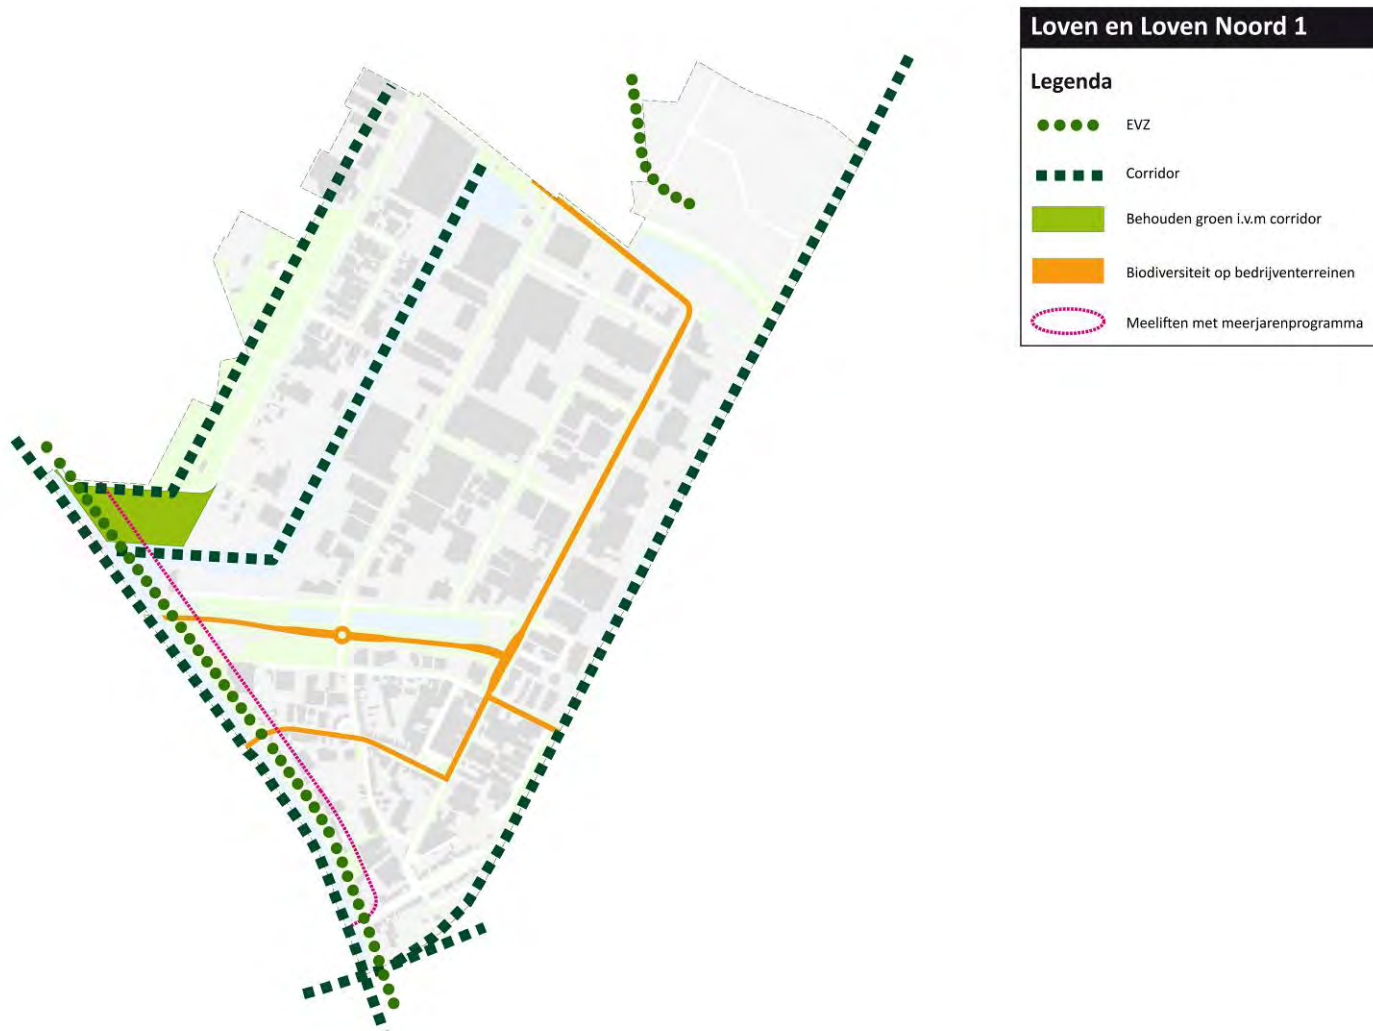 Loven en Loven Noord 1
Legenda
EVZ
Corridor
Behouden groen i.v.m corridor
Biodiversiteit op bedrijventerreinen
Meeliften met meerjarenprogramma